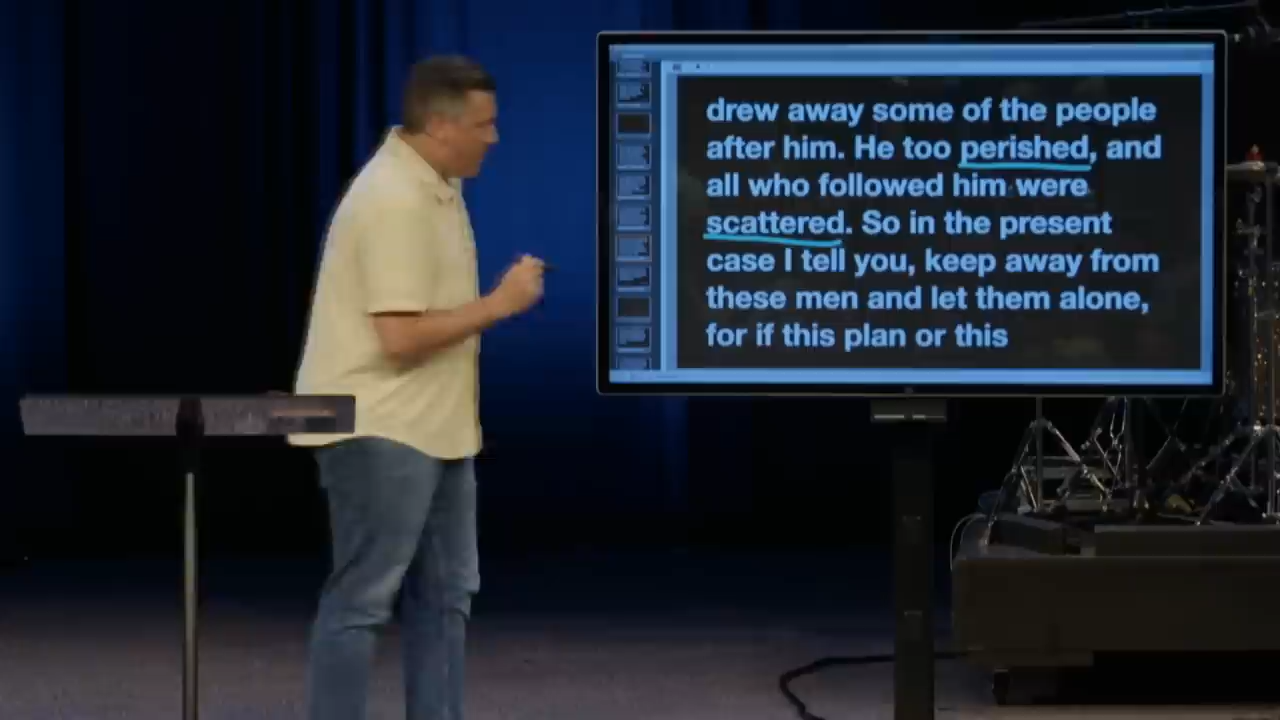 drew away some of the people
after him. He too perished, and
all who followed him were
scattered. So in the present
case I tell you, keep away from
these men and let them alone,
for if this plan or this